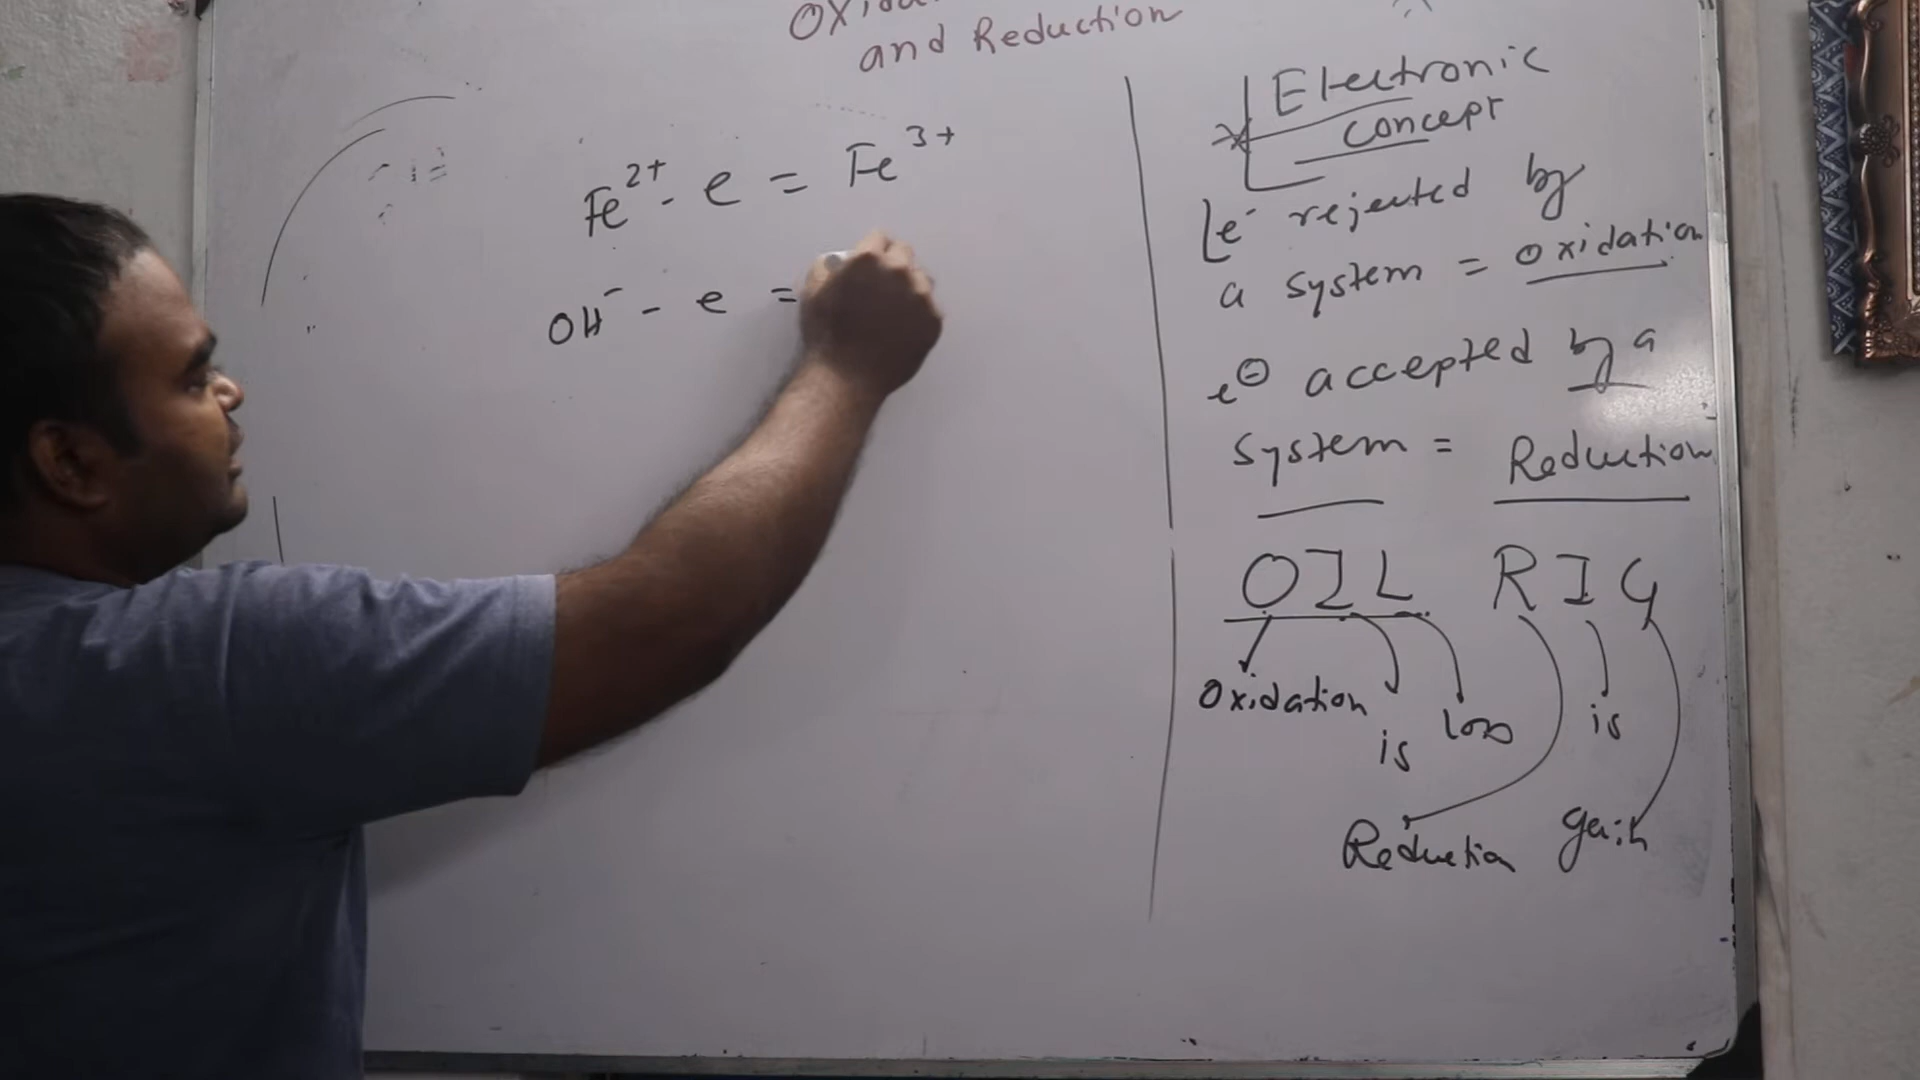 and Reduction
Fe²⁺ - e = Fe³⁺
OH⁻ - e =
Electronic
concept
e⁻ rejected by
a system = oxidation
e⊖ accepted by a
system = Reduction
OIL RIG
Oxidation is loss
is
Reduction gain